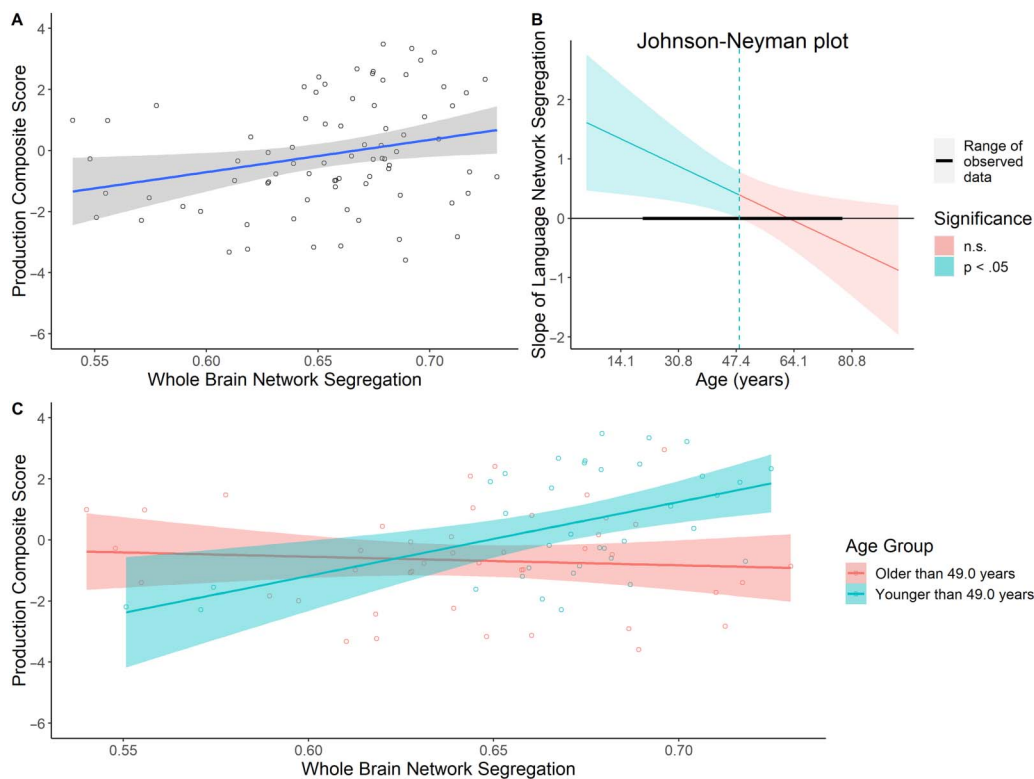 A
4
2
0
−2
−4
−6
Production Composite Score
0.55
0.60
0.65
0.70
Whole Brain Network Segregation
B
Johnson-Neyman plot
2
1
0
−1
−2
Slope of Language Network Segregation
14.1
30.8
47.4
64.1
80.8
Age (years)
Range of
observed
data
Significance
n.s.
p < .05
C
4
2
0
−2
−4
−6
Production Composite Score
0.55
0.60
0.65
0.70
Whole Brain Network Segregation
Age Group
Older than 49.0 years
Younger than 49.0 years